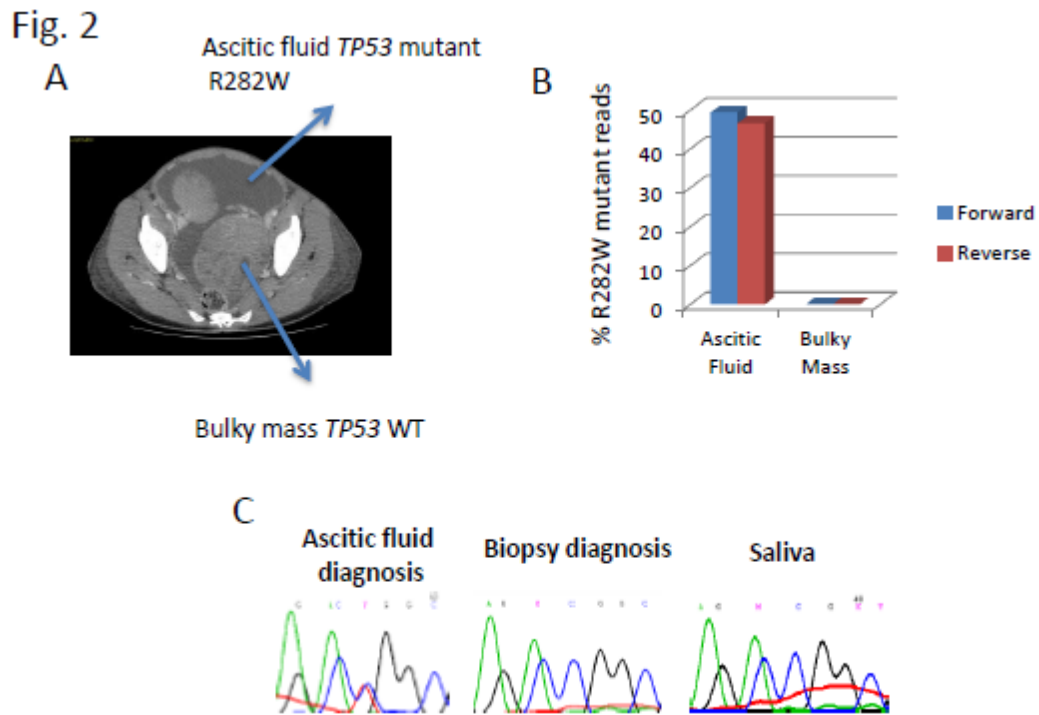 Fig. 2
A
Ascitic fluid TP53 mutant
R282W
Bulky mass TP53 WT
B
% R282W mutant reads
50
40
30
20
10
0
Ascitic
Fluid
Bulky
Mass
Forward
Reverse
C
Ascitic fluid
diagnosis
Biopsy diagnosis
Saliva